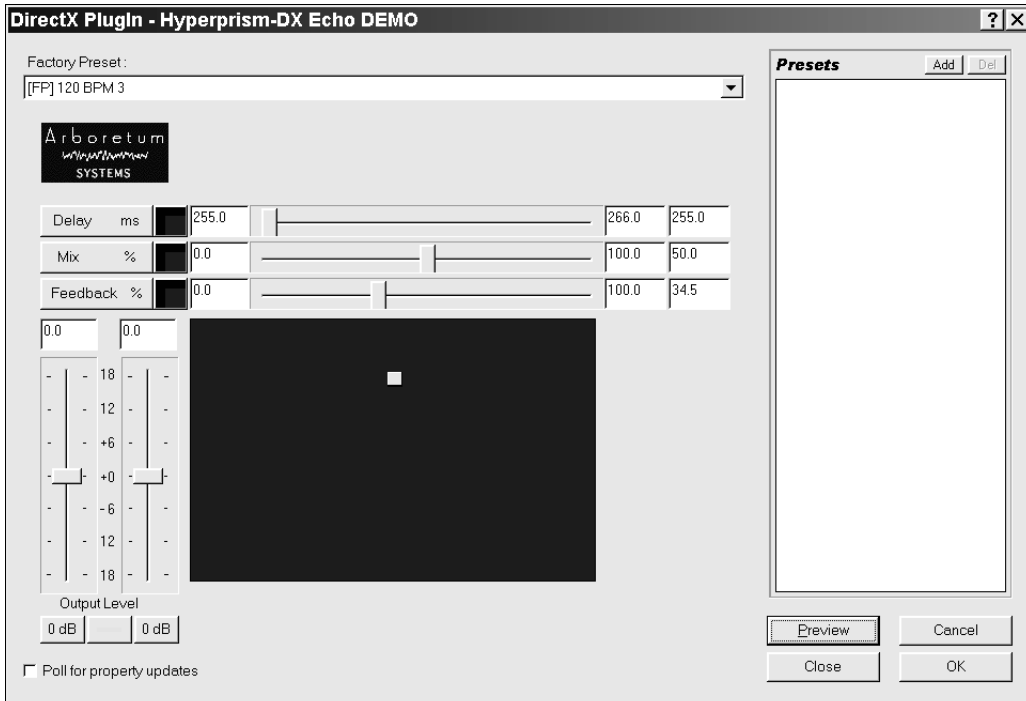 DirectX PlugIn - Hyperprism-DX Echo DEMO
Factory Preset :
[FP] 120 BPM 3
Arboretum
SYSTEMS
Delay ms 255.0 266.0 255.0
Mix % 0.0 100.0 50.0
Feedback % 0.0 100.0 34.5
0.0 0.0
- - 18 - -
- - 12 - -
- - +6 - -
- - +0 - -
- - -6 - -
- - 12 - -
- - 18 - -
Output Level
0 dB 0 dB
Poll for property updates
Presets Add Del
Preview Cancel
Close OK